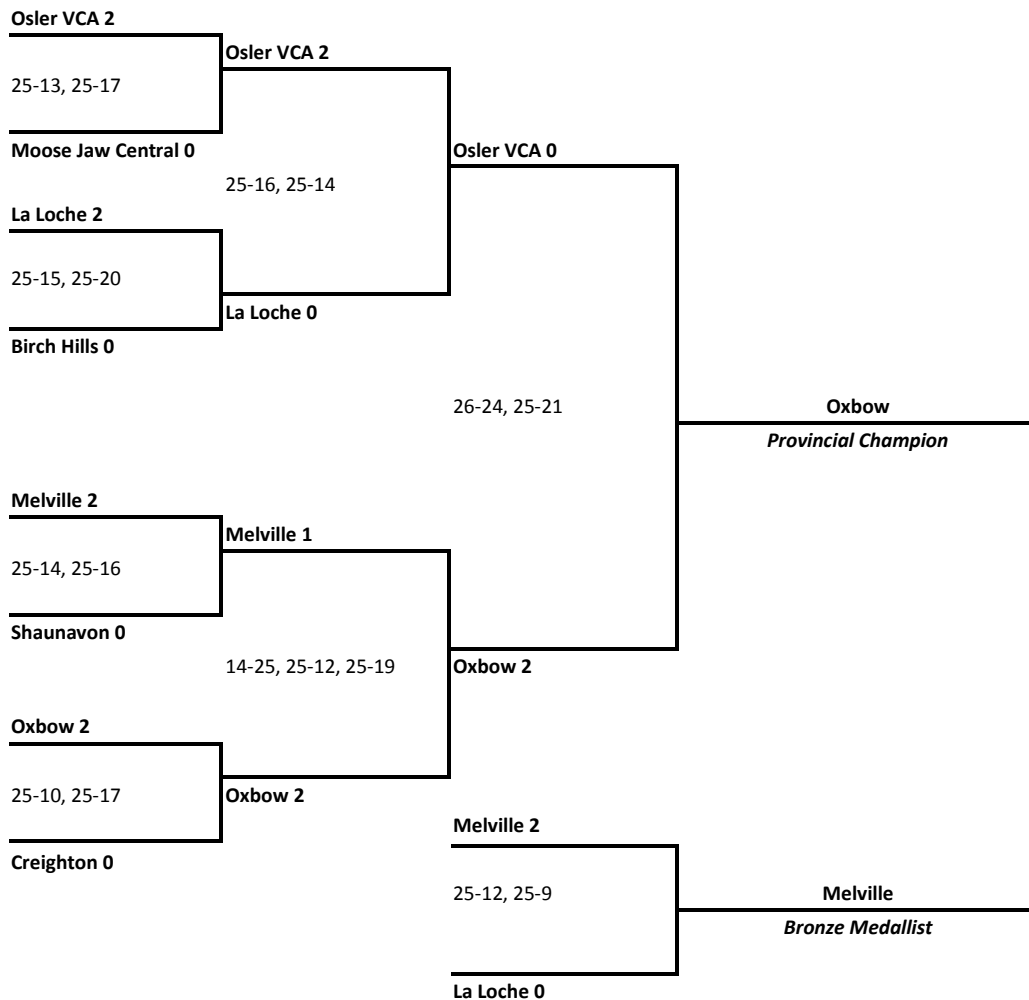 Osler VCA 2
Osler VCA 2
25-13, 25-17
Moose Jaw Central 0
Osler VCA 0
25-16, 25-14
La Loche 2
25-15, 25-20
La Loche 0
Birch Hills 0
26-24, 25-21
Oxbow
Provincial Champion
Melville 2
Melville 1
25-14, 25-16
Shaunavon 0
14-25, 25-12, 25-19
Oxbow 2
Oxbow 2
25-10, 25-17
Oxbow 2
Melville 2
Creighton 0
25-12, 25-9
Melville
Bronze Medallist
La Loche 0